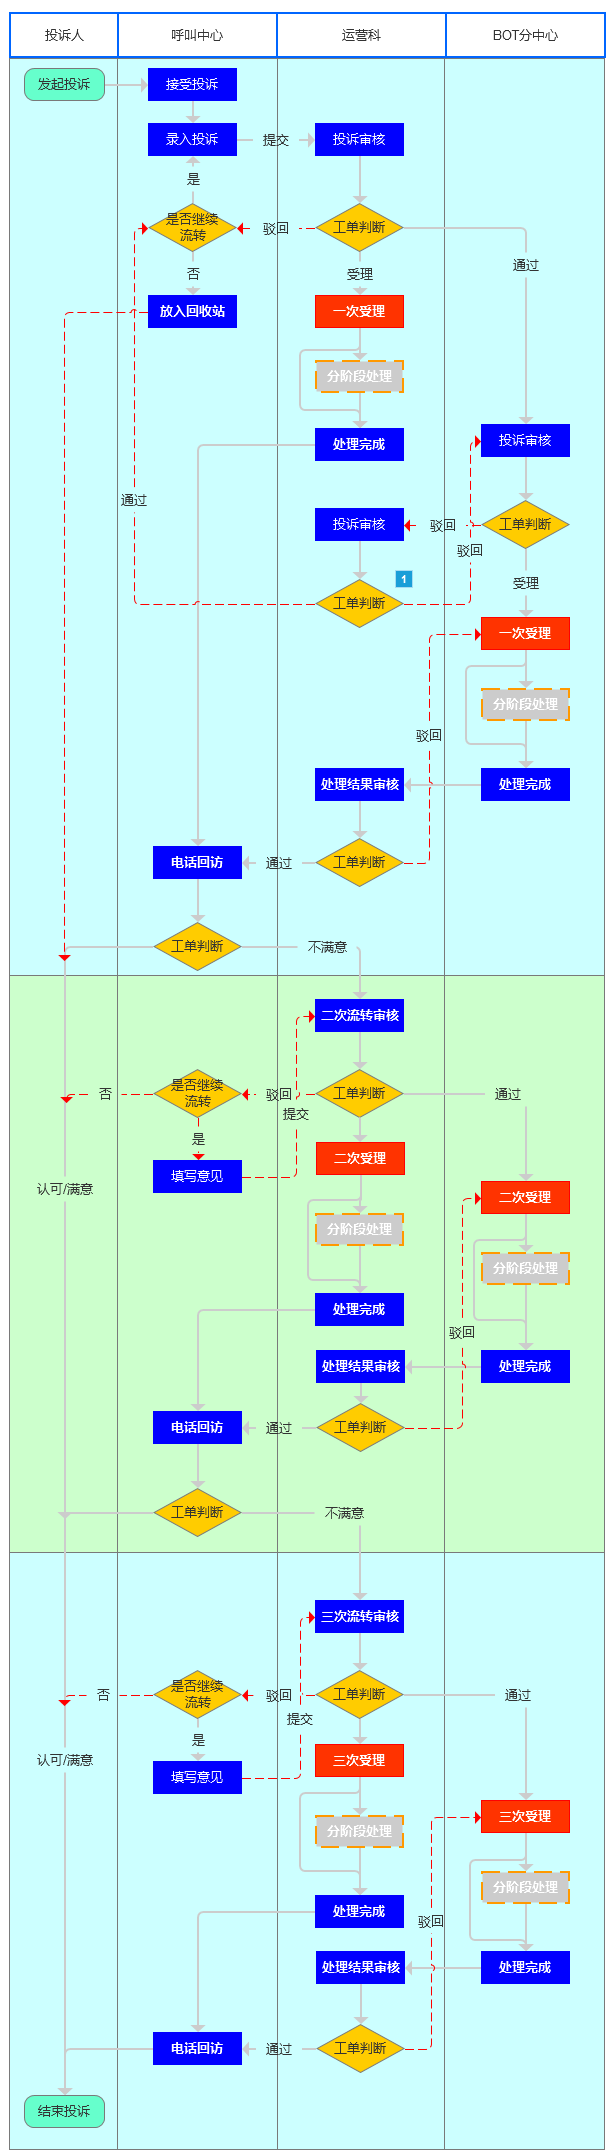 投诉人
呼叫中心
运营科
BOT分中心
发起投诉
接受投诉
录入投诉
提交
投诉审核
是
是否继续
流转
驳回
工单判断
通过
否
受理
放入回收站
一次受理
分阶段处理
处理完成
投诉审核
通过
投诉审核
驳回
工单判断
驳回
1
工单判断
受理
一次受理
分阶段处理
驳回
处理结果审核
处理完成
电话回访
通过
工单判断
工单判断
不满意
二次流转审核
否
是否继续
流转
驳回
工单判断
通过
提交
是
二次受理
填写意见
认可/满意
二次受理
分阶段处理
分阶段处理
处理完成
驳回
处理结果审核
处理完成
电话回访
通过
工单判断
工单判断
不满意
三次流转审核
否
是否继续
流转
驳回
工单判断
通过
提交
是
三次受理
认可/满意
填写意见
三次受理
分阶段处理
分阶段处理
处理完成
驳回
处理结果审核
处理完成
电话回访
通过
工单判断
结束投诉